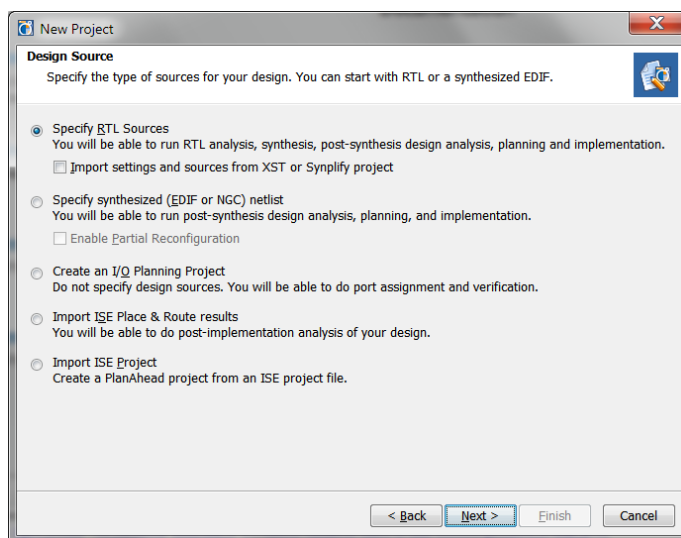 New Project
Design Source
Specify the type of sources for your design. You can start with RTL or a synthesized EDIF.
Specify RTL Sources
You will be able to run RTL analysis, synthesis, post-synthesis design analysis, planning and implementation.
Import settings and sources from XST or Synplify project
Specify synthesized (EDIF or NGC) netlist
You will be able to run post-synthesis design analysis, planning, and implementation.
Enable Partial Reconfiguration
Create an I/O Planning Project
Do not specify design sources. You will be able to do port assignment and verification.
Import ISE Place & Route results
You will be able to do post-implementation analysis of your design.
Import ISE Project
Create a PlanAhead project from an ISE project file.
< Back Next > Finish Cancel